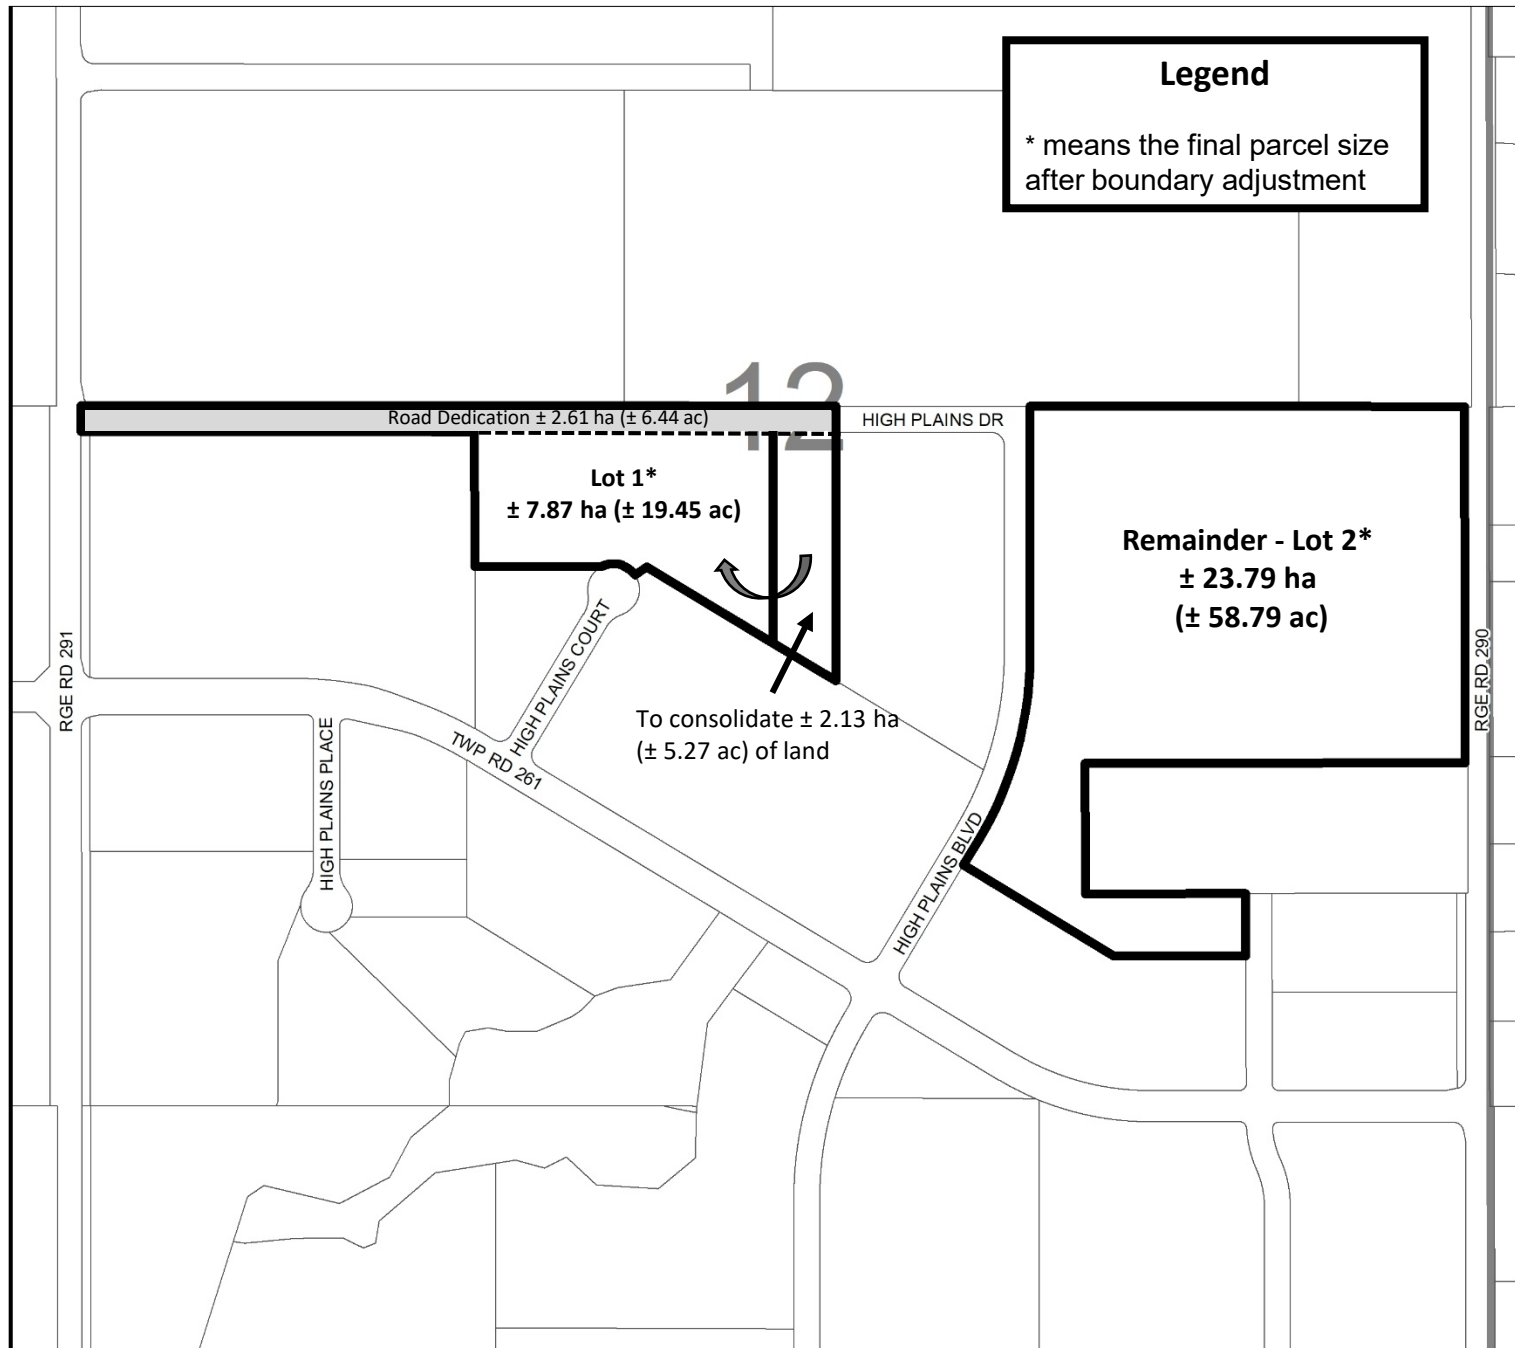 Legend
* means the final parcel size
after boundary adjustment
12
Road Dedication ± 2.61 ha (± 6.44 ac)
HIGH PLAINS DR
Lot 1*
± 7.87 ha (± 19.45 ac)
Remainder - Lot 2*
± 23.79 ha
(± 58.79 ac)
RGE RD 291
HIGH PLAINS COURT
RGE RD 290
To consolidate ± 2.13 ha
(± 5.27 ac) of land
TWP RD 261
HIGH PLAINS PLACE
HIGH PLAINS BLVD